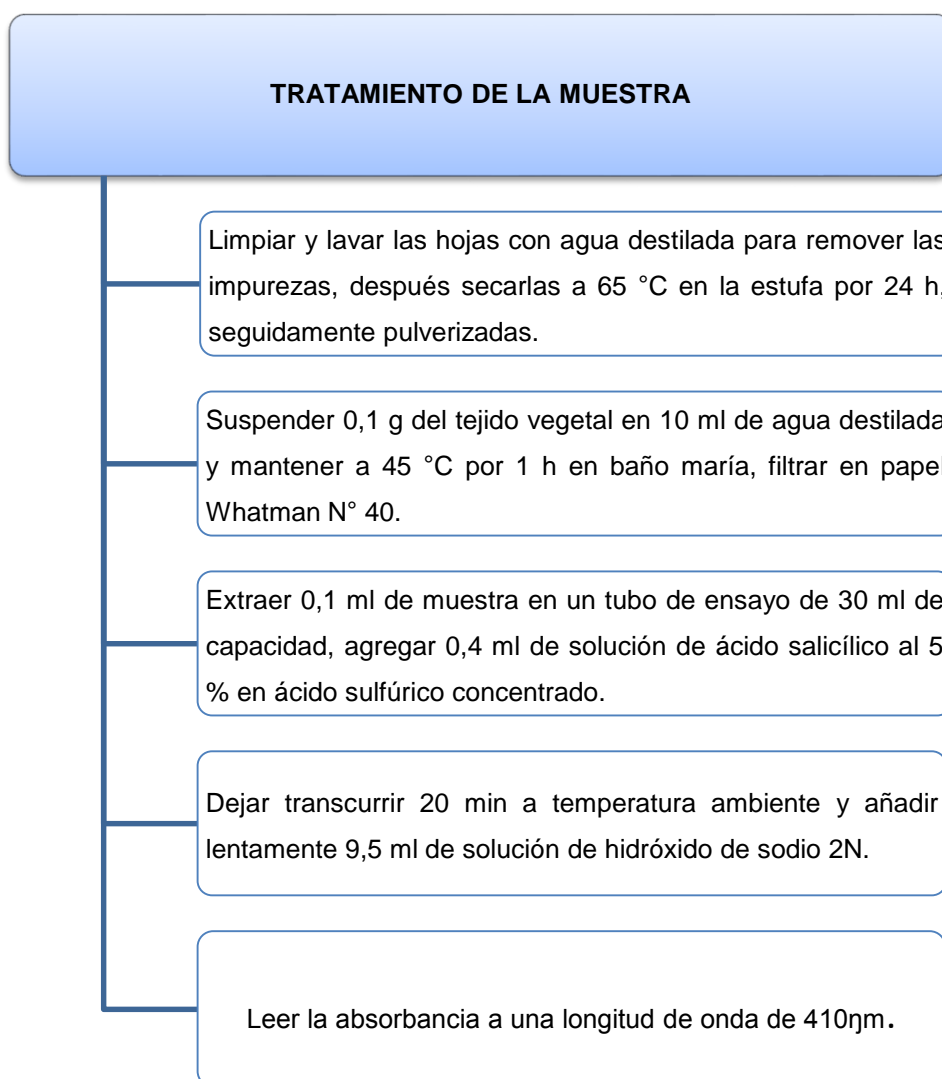 TRATAMIENTO DE LA MUESTRA
Limpiar y lavar las hojas con agua destilada para remover las
impurezas, después secarlas a 65 °C en la estufa por 24 h,
seguidamente pulverizadas.
Suspender 0,1 g del tejido vegetal en 10 ml de agua destilada
y mantener a 45 °C por 1 h en baño maría, filtrar en papel
Whatman N° 40.
Extraer 0,1 ml de muestra en un tubo de ensayo de 30 ml de
capacidad, agregar 0,4 ml de solución de ácido salicílico al 5
% en ácido sulfúrico concentrado.
Dejar transcurrir 20 min a temperatura ambiente y añadir
lentamente 9,5 ml de solución de hidróxido de sodio 2N.
Leer la absorbancia a una longitud de onda de 410ŋm.